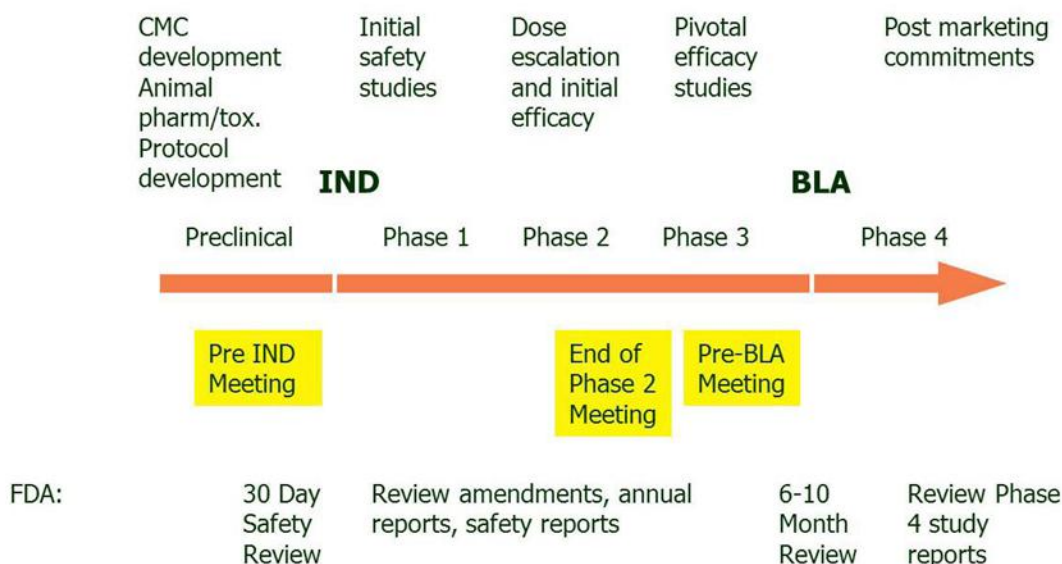 CMC
development
Animal
pharm/tox.
Protocol
development
Initial
safety
studies
Dose
escalation
and initial
efficacy
Pivotal
efficacy
studies
Post marketing
commitments
IND
BLA
Preclinical
Phase 1
Phase 2
Phase 3
Phase 4
Pre IND
Meeting
End of
Phase 2
Meeting
Pre-BLA
Meeting
FDA:
30 Day
Safety
Review
Review amendments, annual
reports, safety reports
6-10
Month
Review
Review Phase
4 study
reports